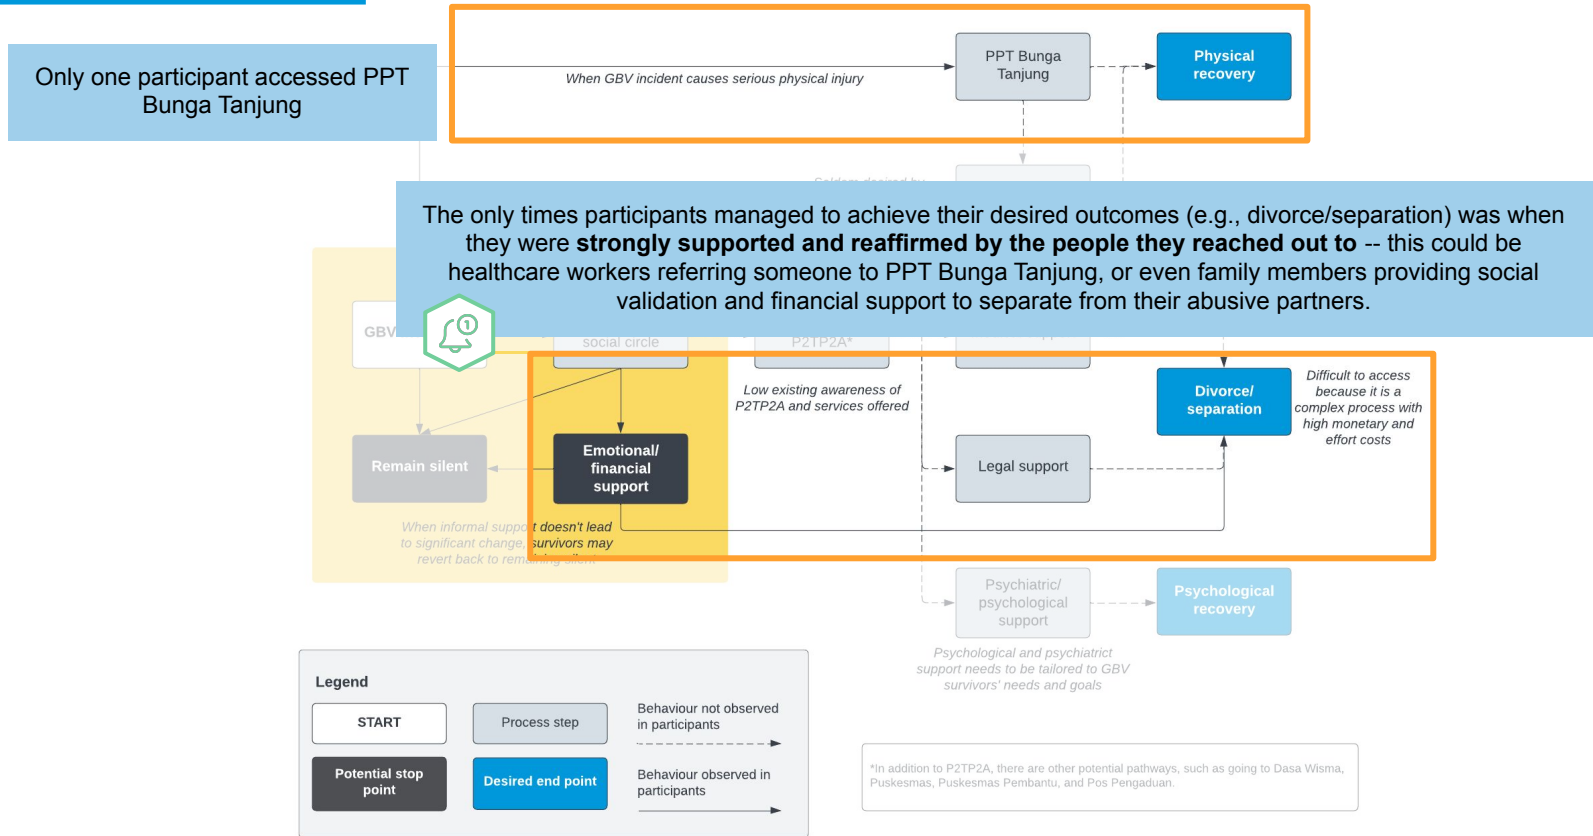 Only one participant accessed PPT
Bunga Tanjung
When GBV incident causes serious physical injury
PPT Bunga
Tanjung
Physical
recovery
The only times participants managed to achieve their desired outcomes (e.g., divorce/separation) was when
they were strongly supported and reaffirmed by the people they reached out to -- this could be
healthcare workers referring someone to PPT Bunga Tanjung, or even family members providing social
validation and financial support to separate from their abusive partners.
GBV
social circle
P2TP2A*
Low existing awareness of
P2TP2A and services offered
Divorce/
separation
Difficult to access
because it is a
complex process with
high monetary and
effort costs
Remain silent
Emotional/
financial
support
Legal support
When informal support doesn't lead
to significant change, survivors may
revert back to remaining silent
Psychiatric/
psychological
support
Psychological
recovery
Psychological and psychiatrict
support needs to be tailored to GBV
survivors' needs and goals
Legend
START
Process step
Behaviour not observed
in participants
Potential stop
point
Desired end point
Behaviour observed in
participants
*In addition to P2TP2A, there are other potential pathways, such as going to Dasa Wisma,
Puskesmas, Puskesmas Pembantu, and Pos Pengaduan.